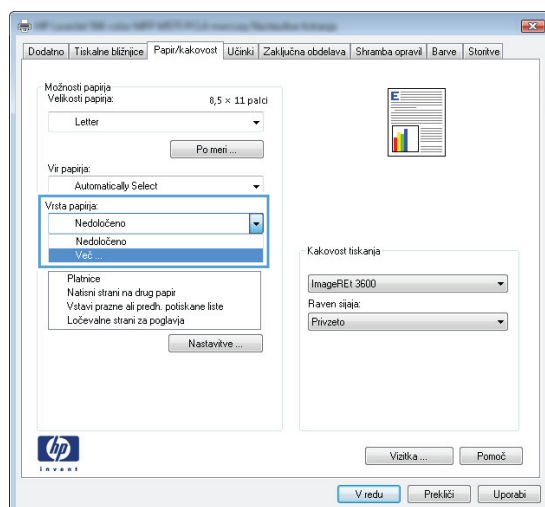 Dodatno Tiskalne bližnjice Papir/kakovost Učinki Zaključna obdelava Shramba opravil Barve Storitve
Možnosti papirja
Velikosti papirja: 8,5 × 11 palci
Letter
Po meri ...
Vir papirja:
Automatically Select
Vrsta papirja:
Nedoločeno
Nedoločeno
Več ...
Platnice
Natisni strani na drug papir
Vstavi prazne ali predh. potiskane liste
Ločevalne strani za poglavja
Nastavitve ...
E
Kakovost tiskanja
ImageREt 3600
Raven sijaja:
Privzeto
hp
invent
Vizitka ... Pomoč
V redu Prekliči Uporabi